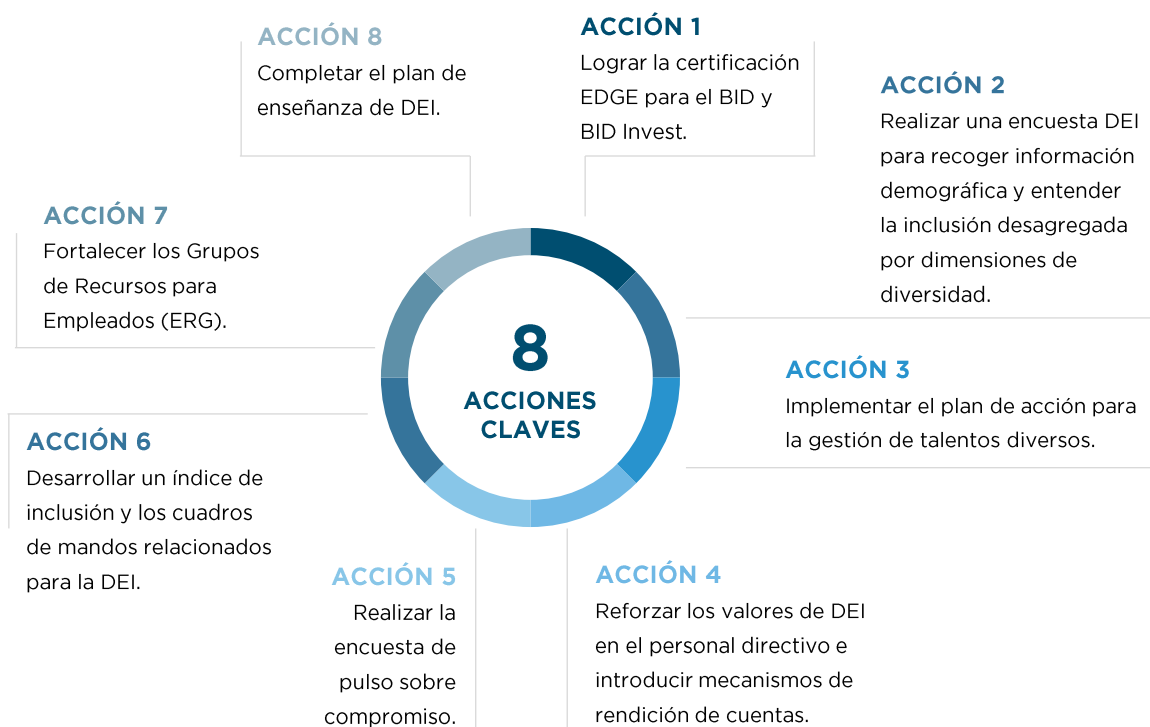 8
ACCIONES
CLAVES
ACCIÓN 1
Lograr la certificación
EDGE para el BID y
BID Invest.
ACCIÓN 2
Realizar una encuesta DEI
para recoger información
demográfica y entender
la inclusión desagregada
por dimensiones de
diversidad.
ACCIÓN 3
Implementar el plan de acción para
la gestión de talentos diversos.
ACCIÓN 4
Reforzar los valores de DEI
en el personal directivo e
introducir mecanismos de
rendición de cuentas.
ACCIÓN 5
Realizar la
encuesta de
pulso sobre
compromiso.
ACCIÓN 6
Desarrollar un índice de
inclusión y los cuadros
de mandos relacionados
para la DEI.
ACCIÓN 7
Fortalecer los Grupos
de Recursos para
Empleados (ERG).
ACCIÓN 8
Completar el plan de
enseñanza de DEI.